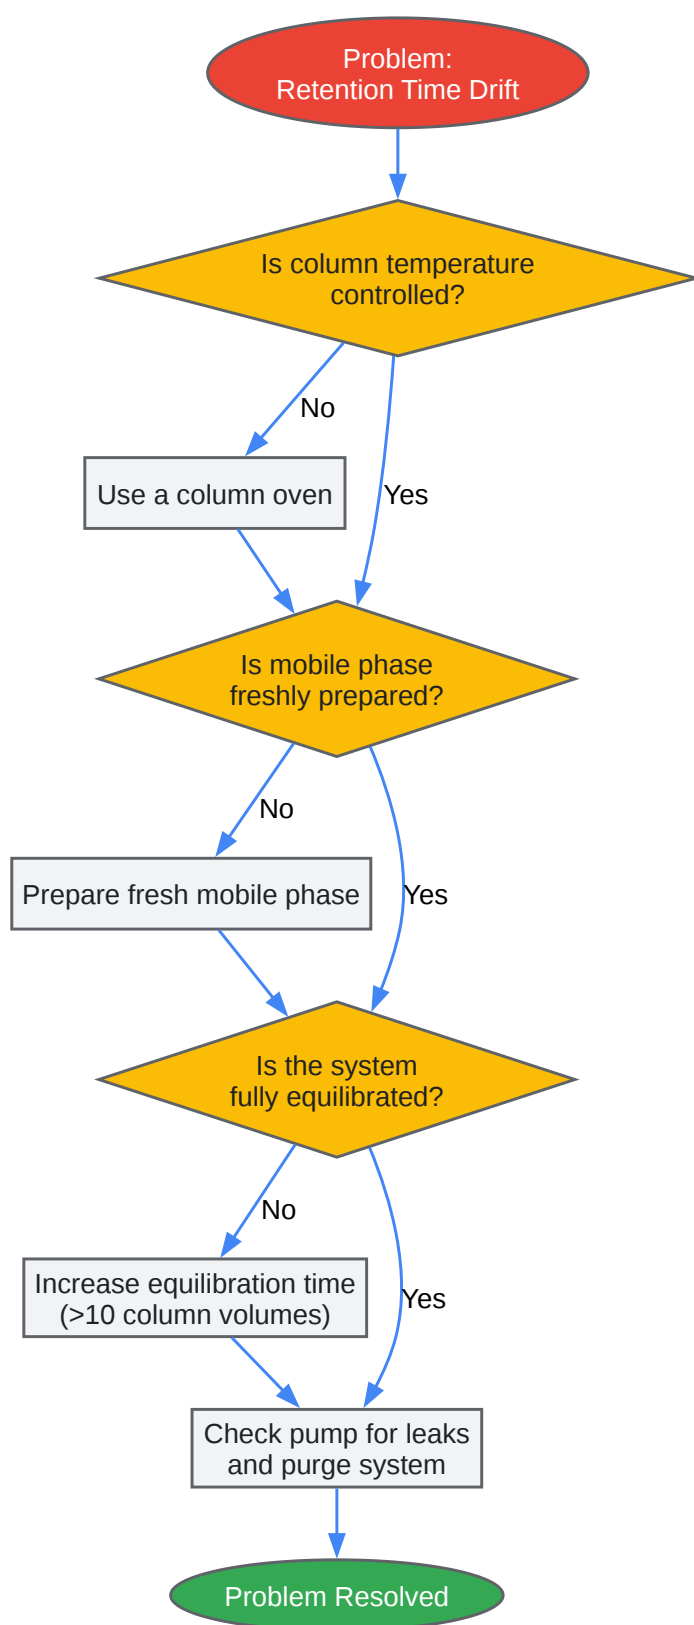 Problem:
Retention Time Drift
Is column temperature
controlled?
No
Yes
Use a column oven
Is mobile phase
freshly prepared?
No
Yes
Prepare fresh mobile phase
Is the system
fully equilibrated?
No
Yes
Increase equilibration time
(>10 column volumes)
Check pump for leaks
and purge system
Problem Resolved